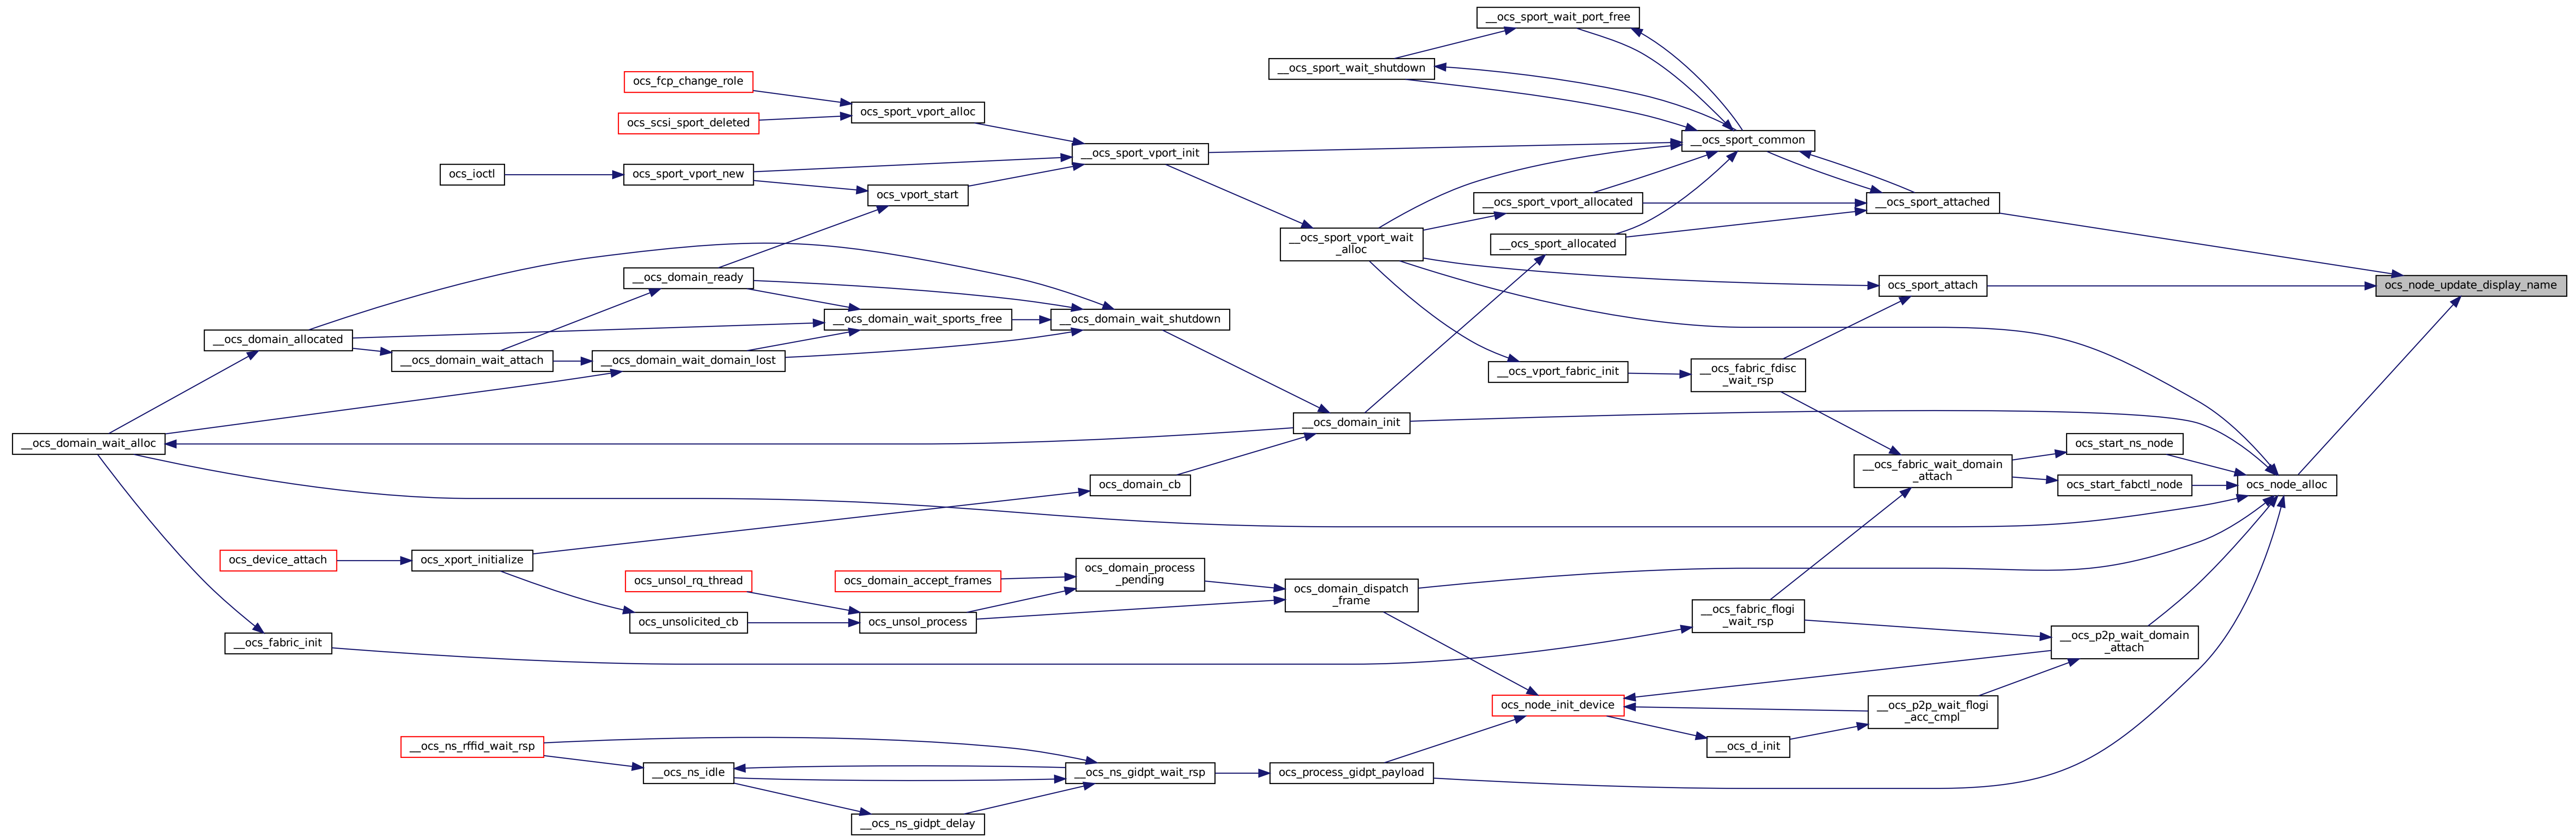 __ocs_sport_wait_port_free
__ocs_sport_wait_shutdown
ocs_fcp_change_role
ocs_sport_vport_alloc
ocs_scsi_sport_deleted
__ocs_sport_common
__ocs_sport_vport_init
ocs_ioctl
ocs_sport_vport_new
ocs_vport_start
__ocs_sport_vport_allocated
__ocs_sport_attached
__ocs_sport_vport_wait
_alloc
__ocs_sport_allocated
__ocs_domain_ready
ocs_sport_attach
ocs_node_update_display_name
__ocs_domain_wait_sports_free
__ocs_domain_wait_shutdown
__ocs_domain_allocated
__ocs_domain_wait_attach
__ocs_domain_wait_domain_lost
__ocs_vport_fabric_init
__ocs_fabric_fdisc
_wait_rsp
__ocs_domain_init
__ocs_domain_wait_alloc
ocs_start_ns_node
__ocs_fabric_wait_domain
_attach
ocs_domain_cb
ocs_start_fabctl_node
ocs_node_alloc
ocs_device_attach
ocs_xport_initialize
ocs_unsol_rq_thread
ocs_domain_accept_frames
ocs_domain_process
_pending
ocs_domain_dispatch
_frame
ocs_unsolicited_cb
ocs_unsol_process
__ocs_fabric_flogi
_wait_rsp
__ocs_fabric_init
__ocs_p2p_wait_domain
_attach
ocs_node_init_device
__ocs_p2p_wait_flogi
_acc_cmpl
__ocs_ns_rffid_wait_rsp
__ocs_d_init
__ocs_ns_idle
__ocs_ns_gidpt_wait_rsp
ocs_process_gidpt_payload
__ocs_ns_gidpt_delay